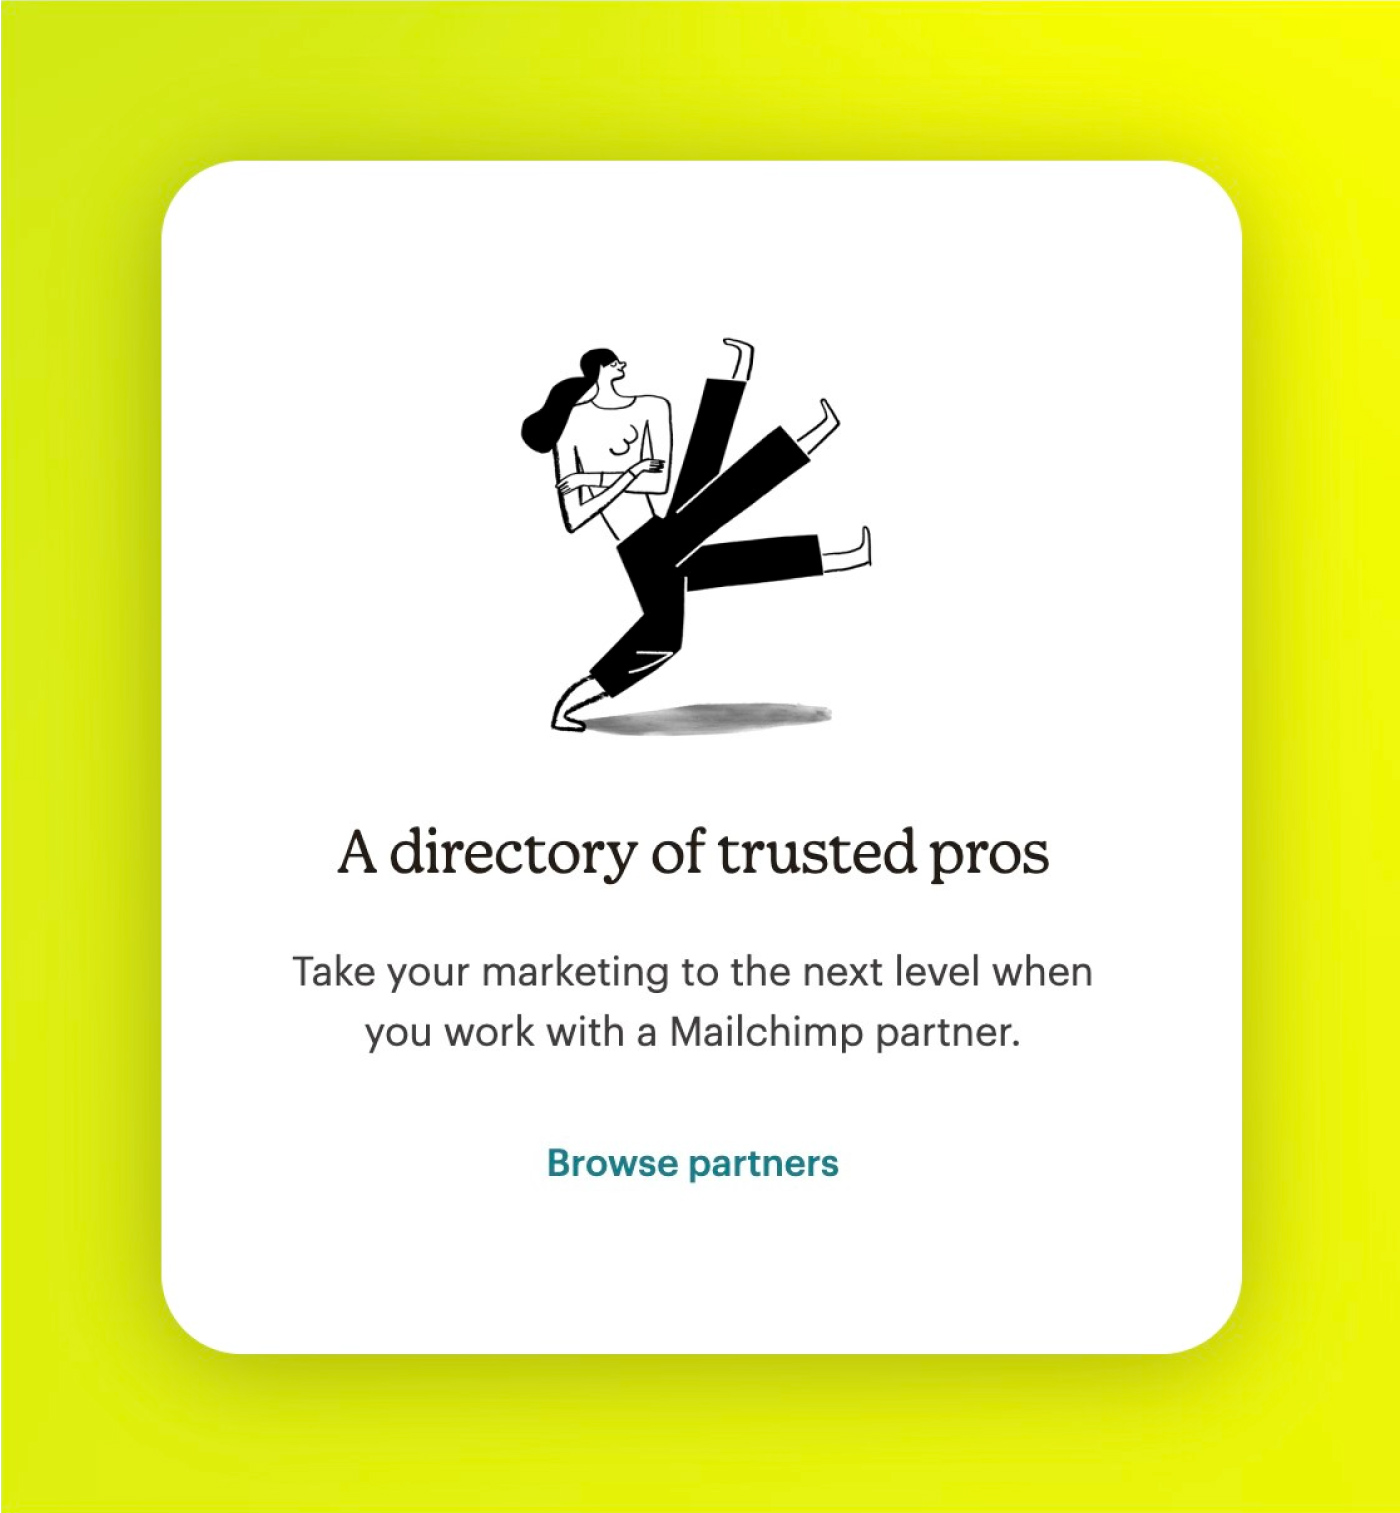 A directory of trusted pros
Take your marketing to the next level when
you work with a Mailchimp partner.
Browse partners